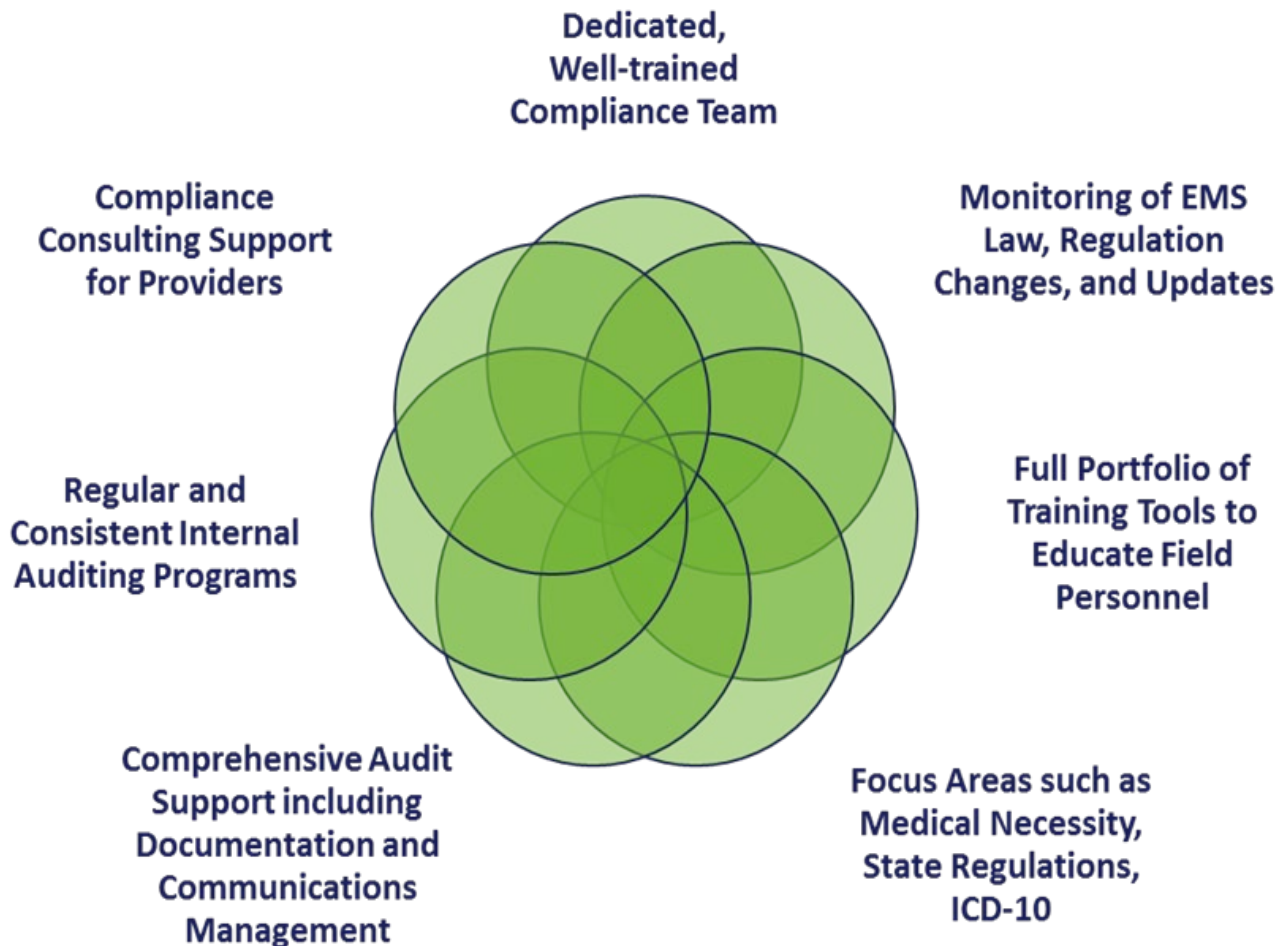 Dedicated,
Well-trained
Compliance Team
Compliance
Consulting Support
for Providers
Monitoring of EMS
Law, Regulation
Changes, and Updates
Regular and
Consistent Internal
Auditing Programs
Full Portfolio of
Training Tools to
Educate Field
Personnel
Comprehensive Audit
Support including
Documentation and
Communications
Management
Focus Areas such as
Medical Necessity,
State Regulations,
ICD-10